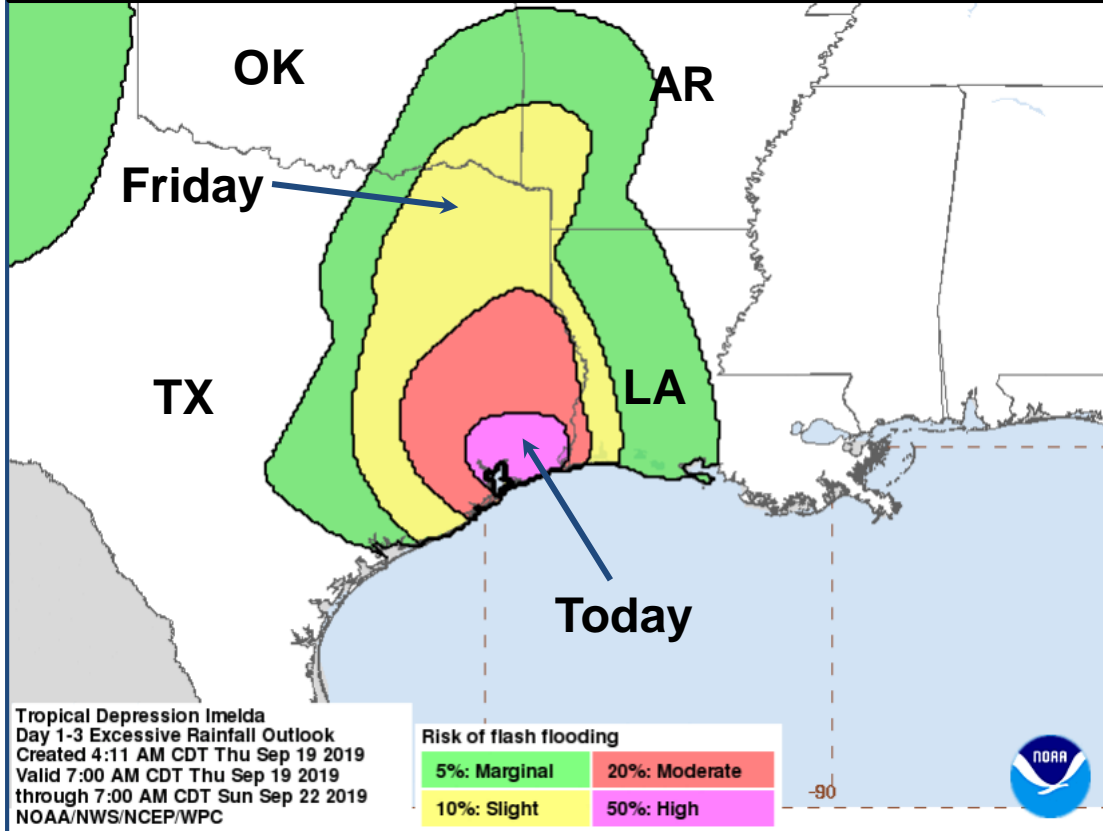 OK
AR
Friday
TX
LA
Today
-90
Tropical Depression Imelda
Day 1-3 Excessive Rainfall Outlook
Created 4:11 AM CDT Thu Sep 19 2019
Valid 7:00 AM CDT Thu Sep 19 2019
through 7:00 AM CDT Sun Sep 22 2019
NOAA/NWS/NCEP/WPC
Risk of flash flooding
5%: Marginal
20%: Moderate
10%: Slight
50%: High
NOAA